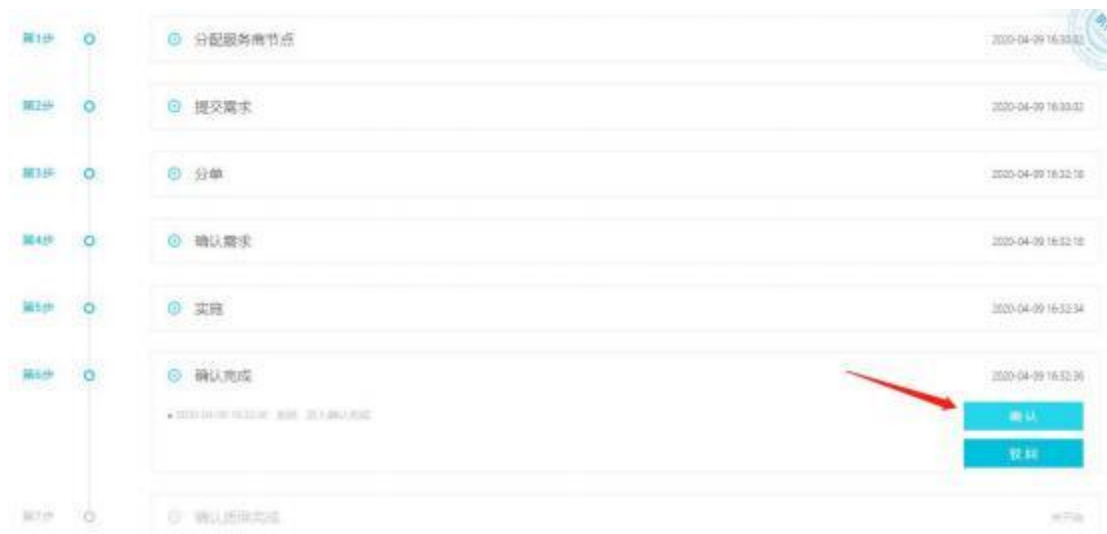 第1步 分配服务商节点 2020-04-09 16:30:02
第2步 提交需求 2020-04-09 16:30:02
第3步 分单 2020-04-09 16:32:18
第4步 确认需求 2020-04-09 16:32:18
第5步 实施 2020-04-09 16:32:34
第6步 确认完成 2020-04-09 16:32:36
确认
驳回
第7步 确认质保完成 未开始